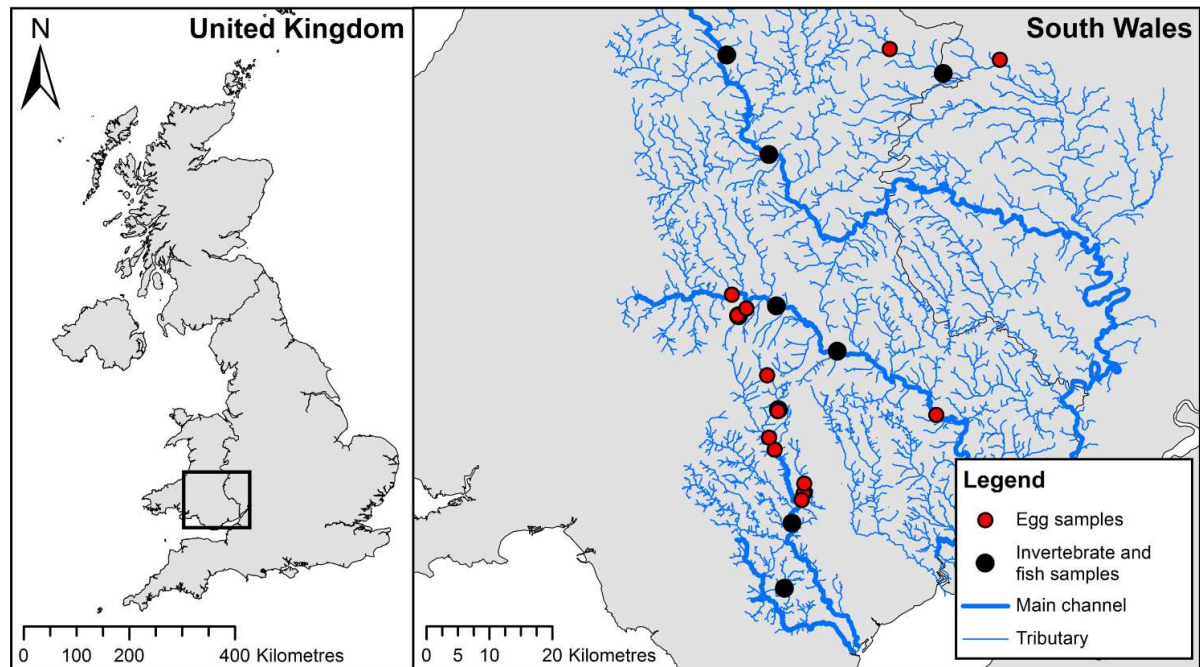 United Kingdom
N
0 100 200 400 Kilometres
South Wales
Legend
Egg samples
Invertebrate and
fish samples
Main channel
Tributary
0 5 10 20 Kilometres